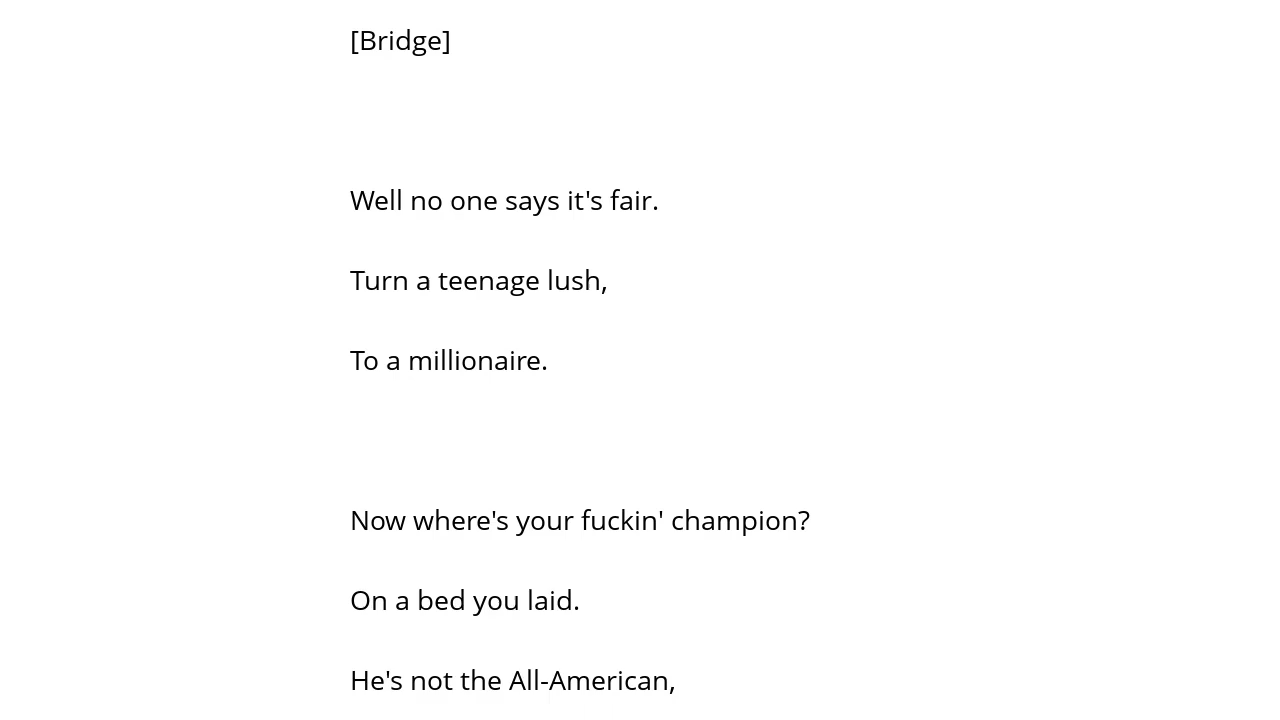 [Bridge]
Well no one says it's fair.
Turn a teenage lush,
To a millionaire.
Now where's your fuckin' champion?
On a bed you laid.
He's not the All-American,